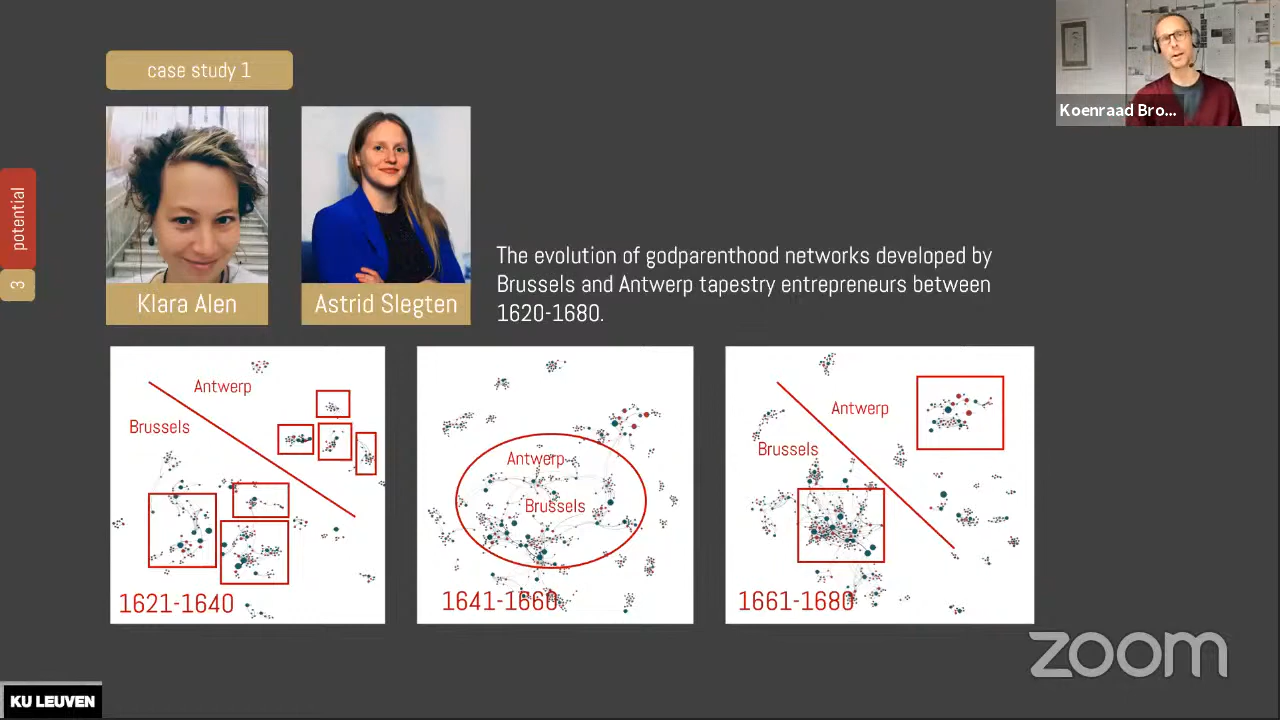 case study 1
Koenraad Bro...
potential
3
Klara Alen
Astrid Slegten
The evolution of godparenthood networks developed by
Brussels and Antwerp tapestry entrepreneurs between
1620-1680.
Antwerp
Brussels
1621-1640
Antwerp
Brussels
1641-1660
Antwerp
Brussels
1661-1680
zoom
KU LEUVEN